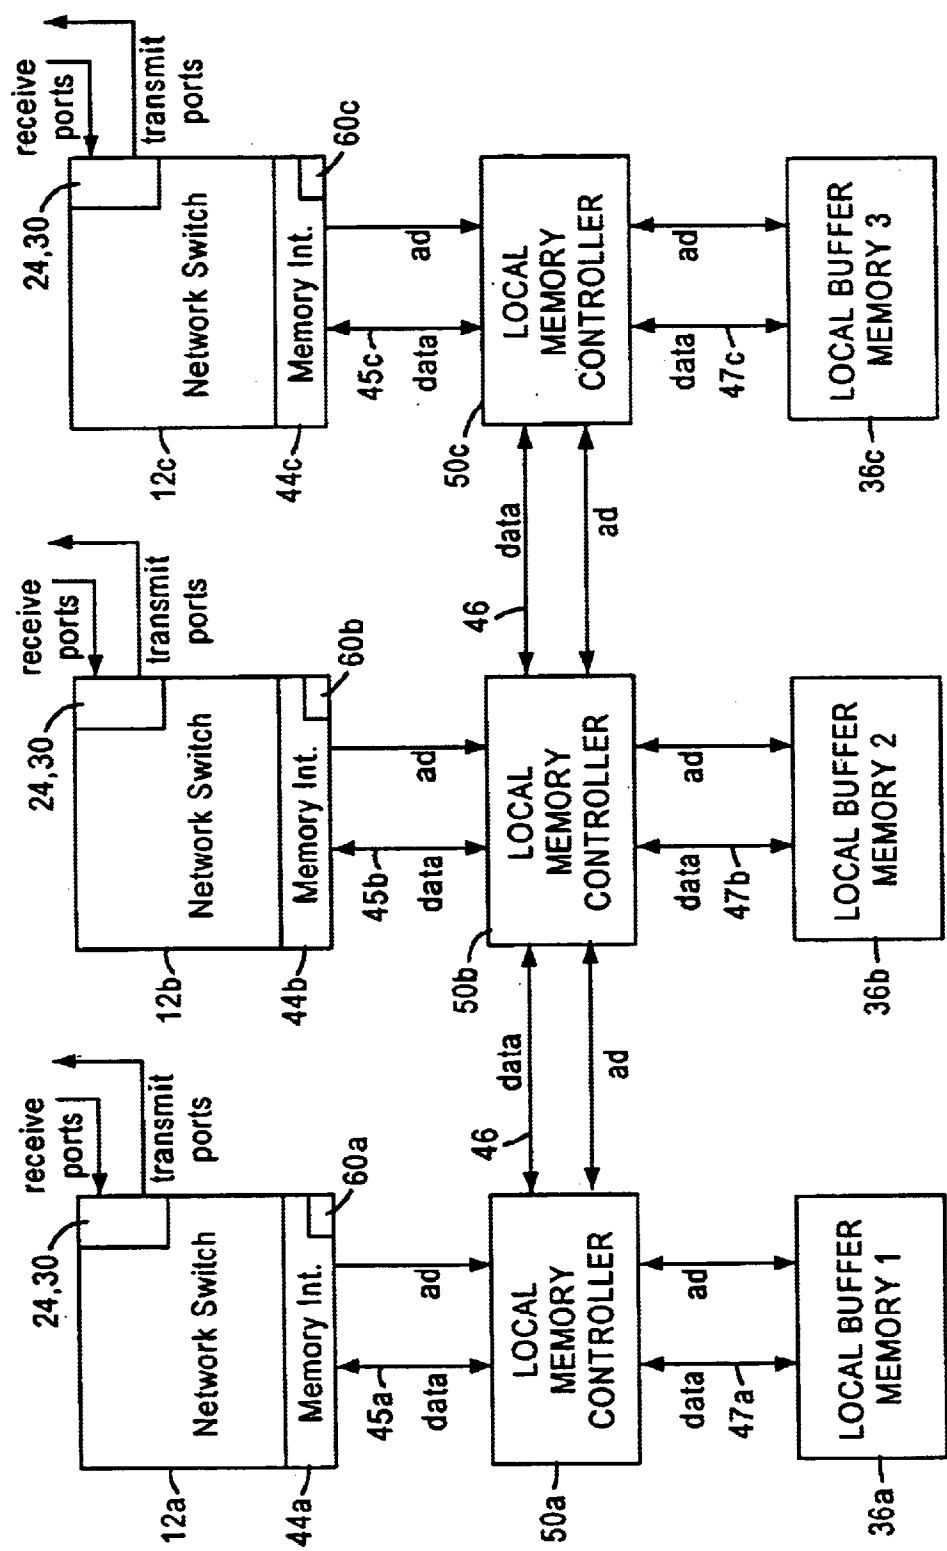 24,30
receive
ports
transmit
ports
Network Switch
Memory Int.
12a
44a
60a
45a
data
ad
LOCAL
MEMORY
CONTROLLER
50a
data
47a
ad
LOCAL BUFFER
MEMORY 1
36a
46
data
ad
24,30
receive
ports
transmit
ports
Network Switch
Memory Int.
12b
44b
60b
45b
data
ad
LOCAL
MEMORY
CONTROLLER
50b
data
47b
ad
LOCAL BUFFER
MEMORY 2
36b
46
data
ad
24,30
receive
ports
transmit
ports
Network Switch
Memory Int.
12c
44c
60c
45c
data
ad
LOCAL
MEMORY
CONTROLLER
50c
data
47c
ad
LOCAL BUFFER
MEMORY 3
36c